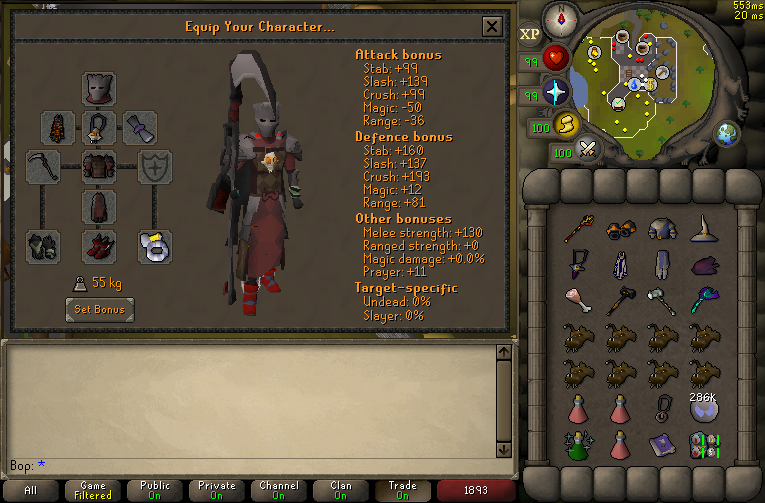 Equip Your Character...
Attack bonus
Stab: +99
Slash: +139
Crush: +99
Magic: -50
Range: -36
Defence bonus
Stab: +160
Slash: +137
Crush: +193
Magic: +12
Range: +81
Other bonuses
Melee strength: +130
Ranged strength: +0
Magic damage: +0.0%
Prayer: +11
Target-specific
Undead: 0%
Slayer: 0%
55 kg
Set Bonus
553ms
20 ms
N
XP
99
99
100
100
286K
Bop: *
All
Game
Filtered
Public
On
Private
On
Channel
On
Clan
On
Trade
On
1893